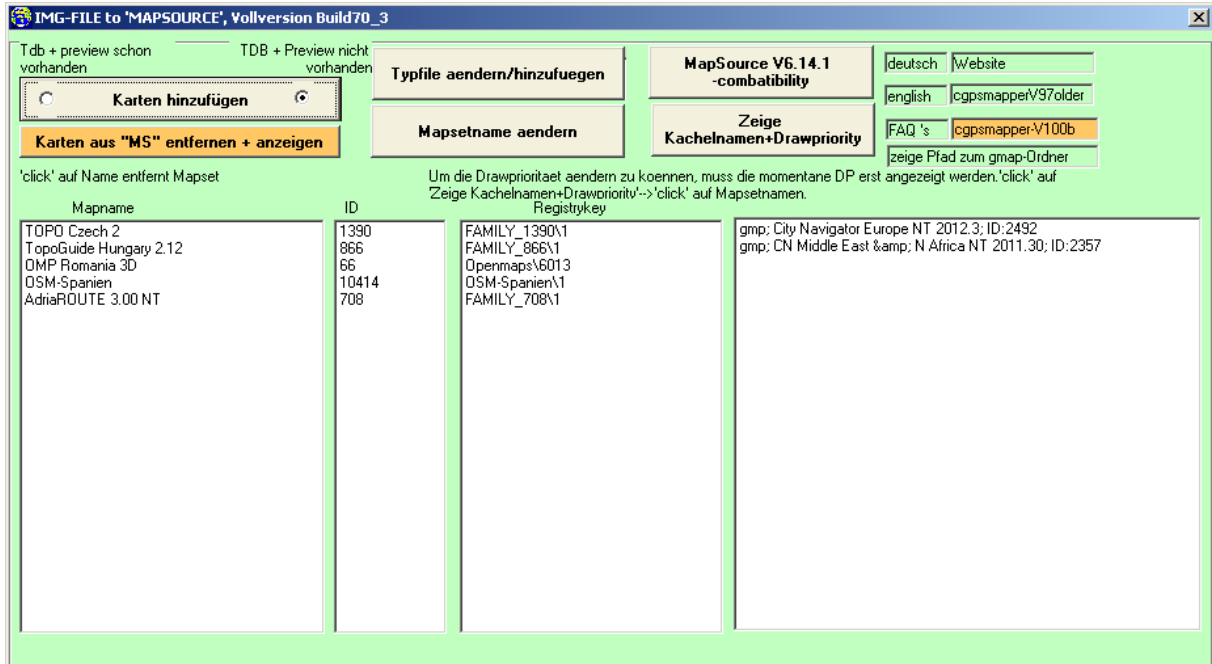 IMG-FILE to 'MAPSOURCE', Vollversion Build70_3
Tdb + preview schon
vorhanden
TDB + Preview nicht
vorhanden
Karten hinzufügen
Karten aus "MS" entfernen + anzeigen
Typfile aendern/hinzufuegen
Mapsetname aendern
MapSource V6.14.1
-combatibility
Zeige
Kachelnamen+Drawpriority
deutsch
Website
english
cgpsmapperV97older
FAQ 's
cgpsmapper-V100b
zeige Pfad zum gmap-Ordner
'click' auf Name entfernt Mapset
Um die Drawprioritaet aendern zu koennen, muss die momentane DP erst angezeigt werden.'click' auf
'Zeige Kachelnamen+Drawpriority'-->'click' auf Mapsetnamen.
Mapname
ID
Registrykey
TOPO Czech 2
1390
FAMILY_1390\1
TopoGuide Hungary 2.12
866
FAMILY_866\1
OMP Romania 3D
66
Openmaps\6013
OSM-Spanien
10414
OSM-Spanien\1
AdriaROUTE 3.00 NT
708
FAMILY_708\1
gmp; City Navigator Europe NT 2012.3; ID:2492
gmp; CN Middle East &amp; N Africa NT 2011.30; ID:2357